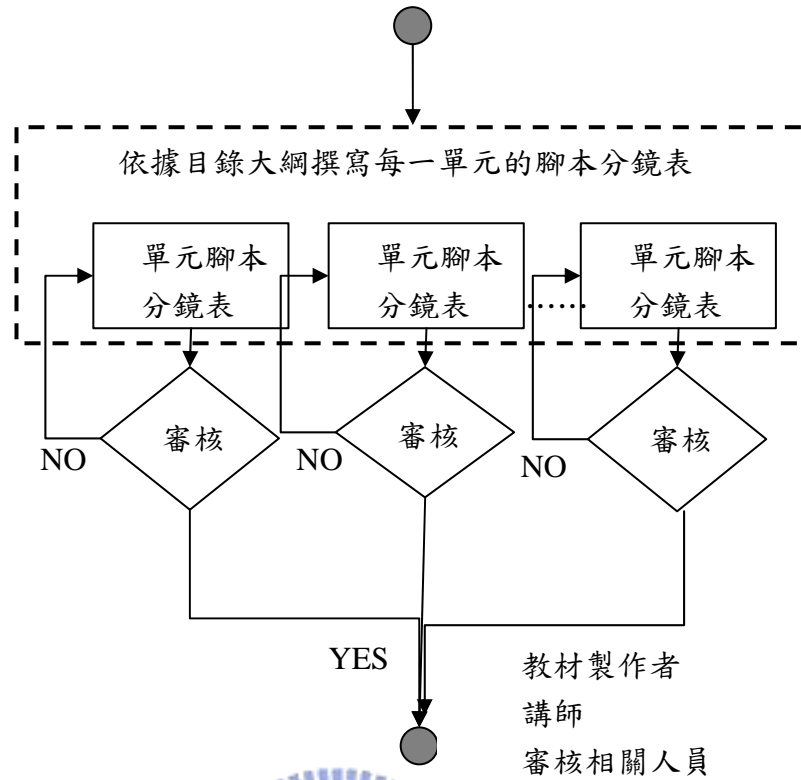 依據目錄大綱撰寫每一單元的腳本分鏡表
單元腳本
分鏡表
單元腳本
分鏡表
……
單元腳本
分鏡表
審核
審核
審核
NO
NO
NO
YES
教材製作者
講師
審核相關人員